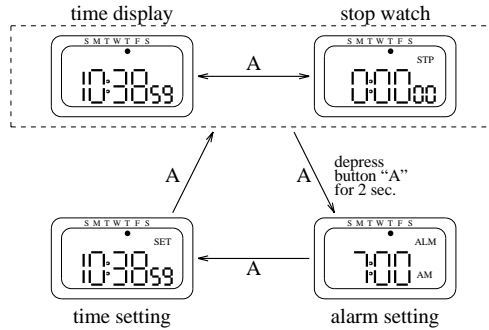 time display
stop watch
S M T W T F S
10:38 59
A
S M T W T F S
STP
0:00 00
A
A
depress
button “A”
for 2 sec.
S M T W T F S
SET
10:38 59
A
S M T W T F S
ALM
7:00
AM
time setting
alarm setting